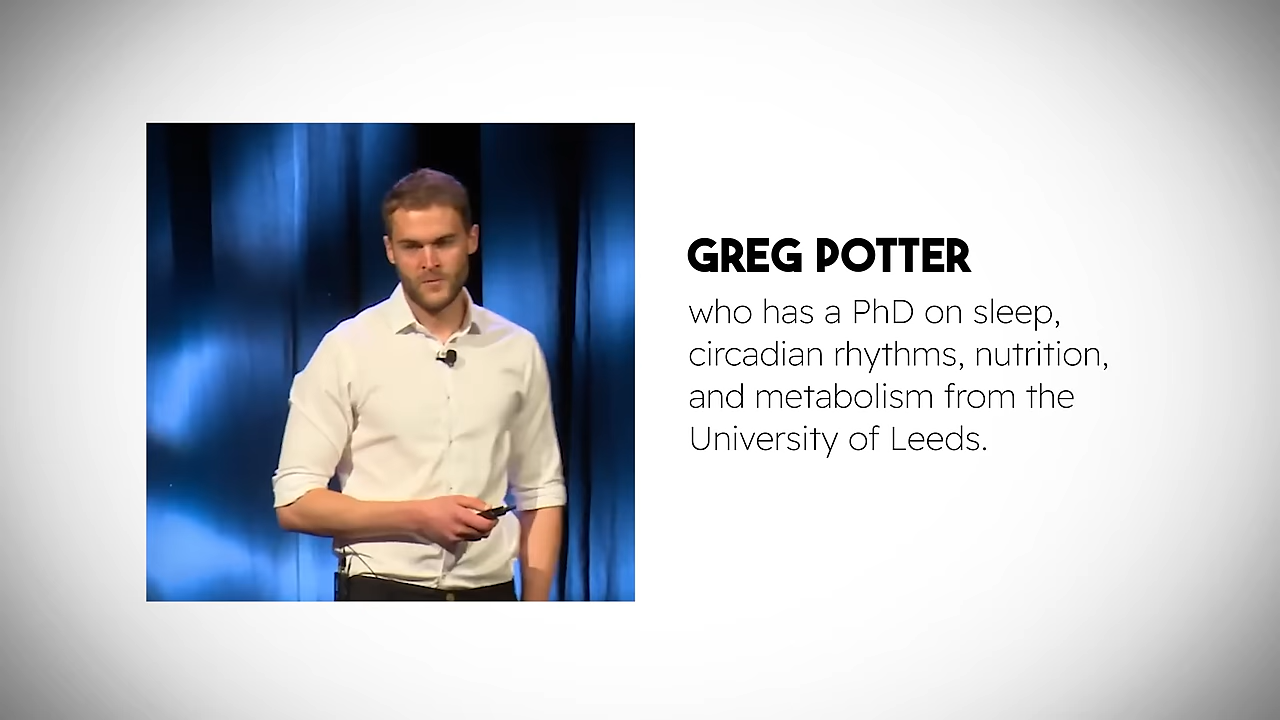 GREG POTTER
who has a PhD on sleep,
circadian rhythms, nutrition,
and metabolism from the
University of Leeds.